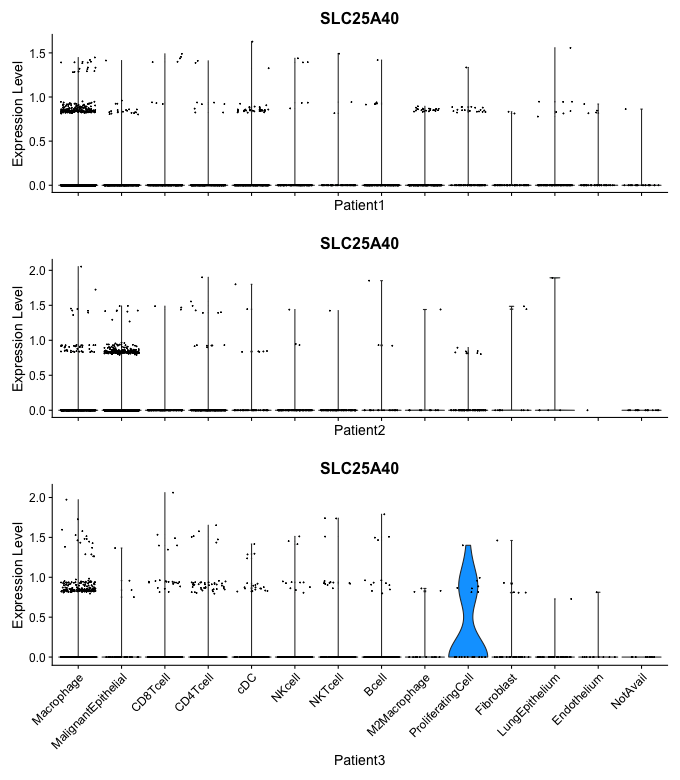 SLC25A40
Expression Level
1.5
1.0
0.5
0.0
Patient1
SLC25A40
Expression Level
2.0
1.5
1.0
0.5
0.0
Patient2
SLC25A40
Expression Level
2.0
1.5
1.0
0.5
0.0
Macrophage
MalignantEpithelial
CD8Tcell
CD4Tcell
cDC
NKcell
NKTcell
Bcell
M2Macrophage
ProliferatingCell
Fibroblast
LungEpithelium
Endothelium
NotAvail
Patient3